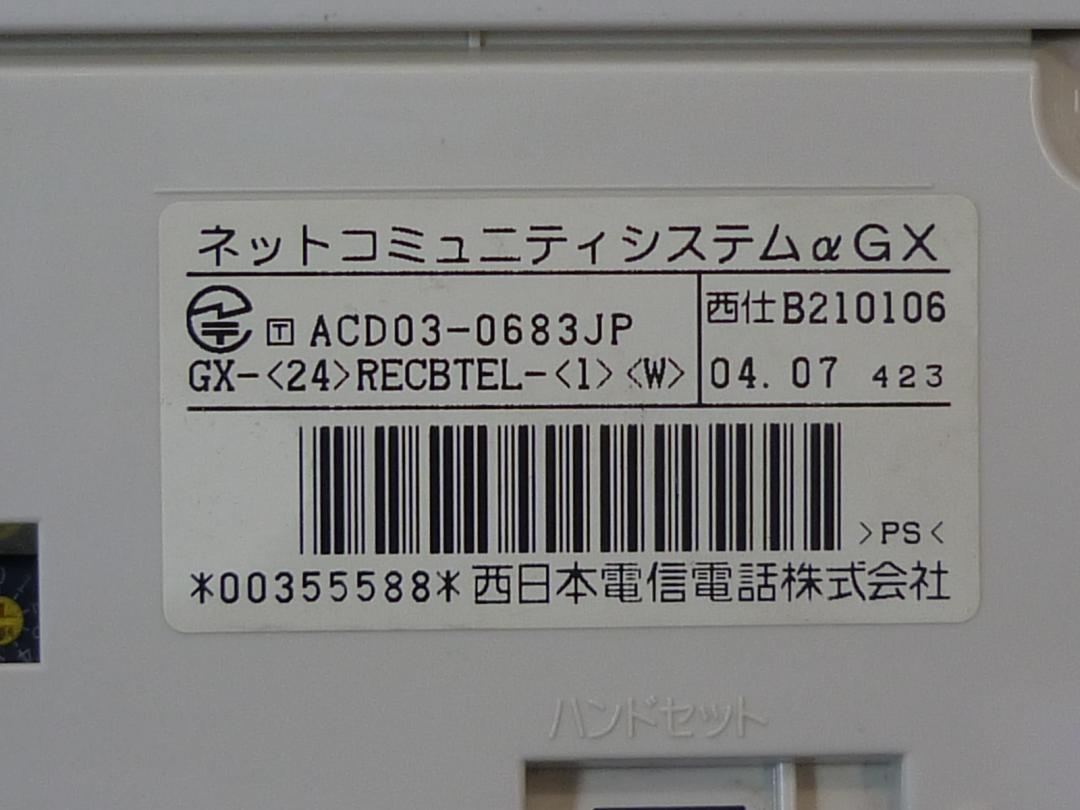 ネットコミュニティシステムαGX
T ACD03-0683JP
GX-<24>RECBTEL-<1><W>
西仕B210106
04.07 423
>PS<
*00355588*西日本電信電話株式会社
ハンドセット